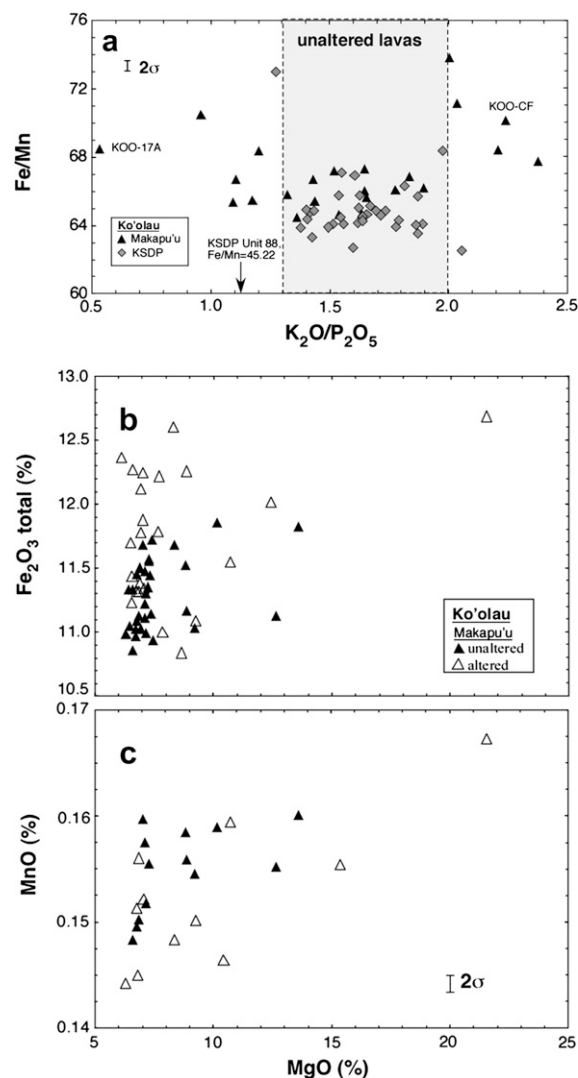 76
a
unaltered lavas
2σ
72
KOO-CF
Fe/Mn
KOO-17A
68
Ko'olau
Makapu'u
KSDP
64
KSDP Unit 88,
Fe/Mn=45.22
60
0.5 1.0 1.5 2.0 2.5
K₂O/P₂O₅
13.0
b
12.5
Fe₂O₃ total (%)
12.0
11.5
Ko'olau
Makapu'u
unaltered
altered
11.0
10.5
0.17
c
MnO (%)
0.16
0.15
2σ
0.14
5 10 15 20 25
MgO (%)